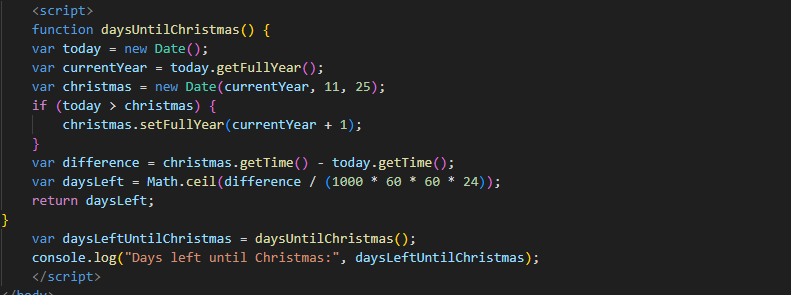 <script>
function daysUntilChristmas() {
var today = new Date();
var currentYear = today.getFullYear();
var christmas = new Date(currentYear, 11, 25);
if (today > christmas) {
    christmas.setFullYear(currentYear + 1);
}
var difference = christmas.getTime() - today.getTime();
var daysLeft = Math.ceil(difference / (1000 * 60 * 60 * 24));
return daysLeft;
}
var daysLeftUntilChristmas = daysUntilChristmas();
console.log("Days left until Christmas:", daysLeftUntilChristmas);
</script>
</body>